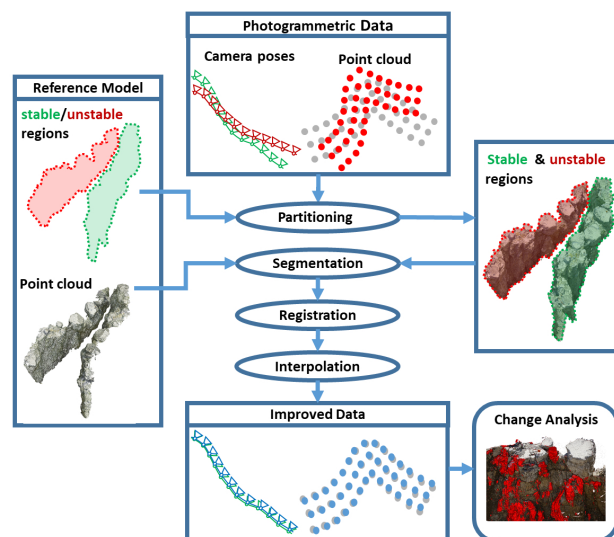 Photogrammetric Data
Camera poses
Point cloud
Reference Model
stable/unstable
regions
Point cloud
Partitioning
Segmentation
Registration
Interpolation
Stable & unstable
regions
Improved Data
Change Analysis